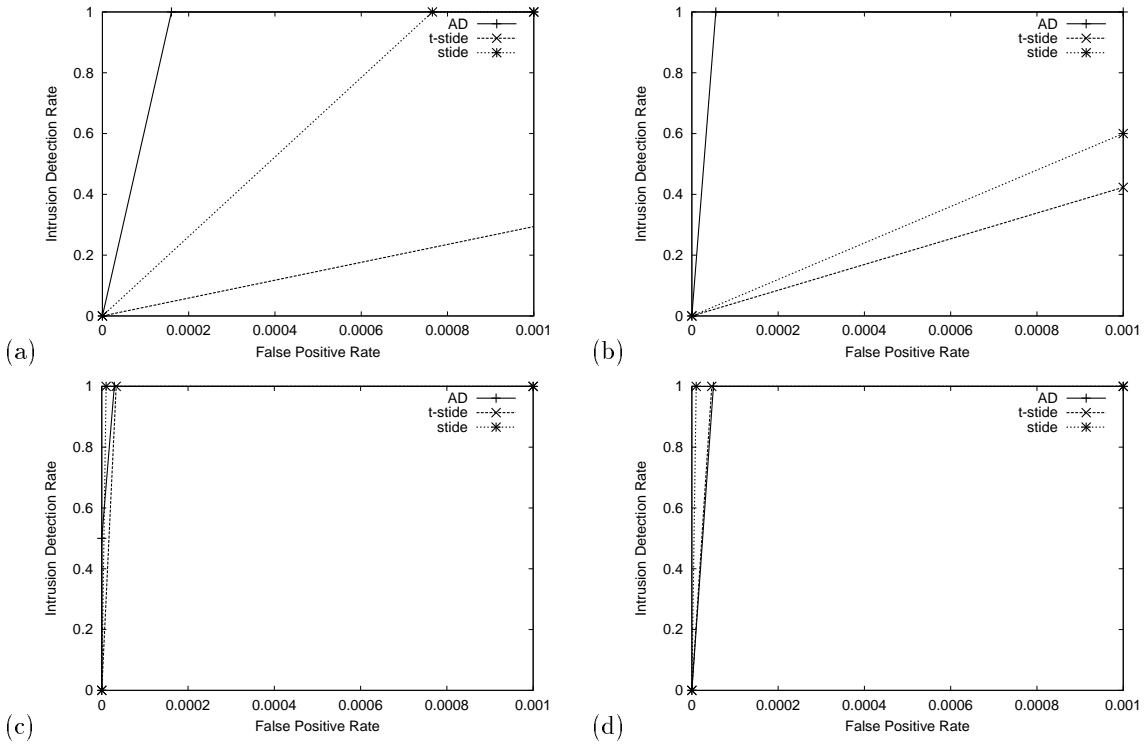 1
0.8
0.6
0.4
0.2
0
Intrusion Detection Rate
AD
t-stide
stide
0 0.0002 0.0004 0.0006 0.0008 0.001
False Positive Rate
(a)
1
0.8
0.6
0.4
0.2
0
Intrusion Detection Rate
AD
t-stide
stide
0 0.0002 0.0004 0.0006 0.0008 0.001
False Positive Rate
(b)
1
0.8
0.6
0.4
0.2
0
Intrusion Detection Rate
AD
t-stide
stide
0 0.0002 0.0004 0.0006 0.0008 0.001
False Positive Rate
(c)
1
0.8
0.6
0.4
0.2
0
Intrusion Detection Rate
AD
t-stide
stide
0 0.0002 0.0004 0.0006 0.0008 0.001
False Positive Rate
(d)